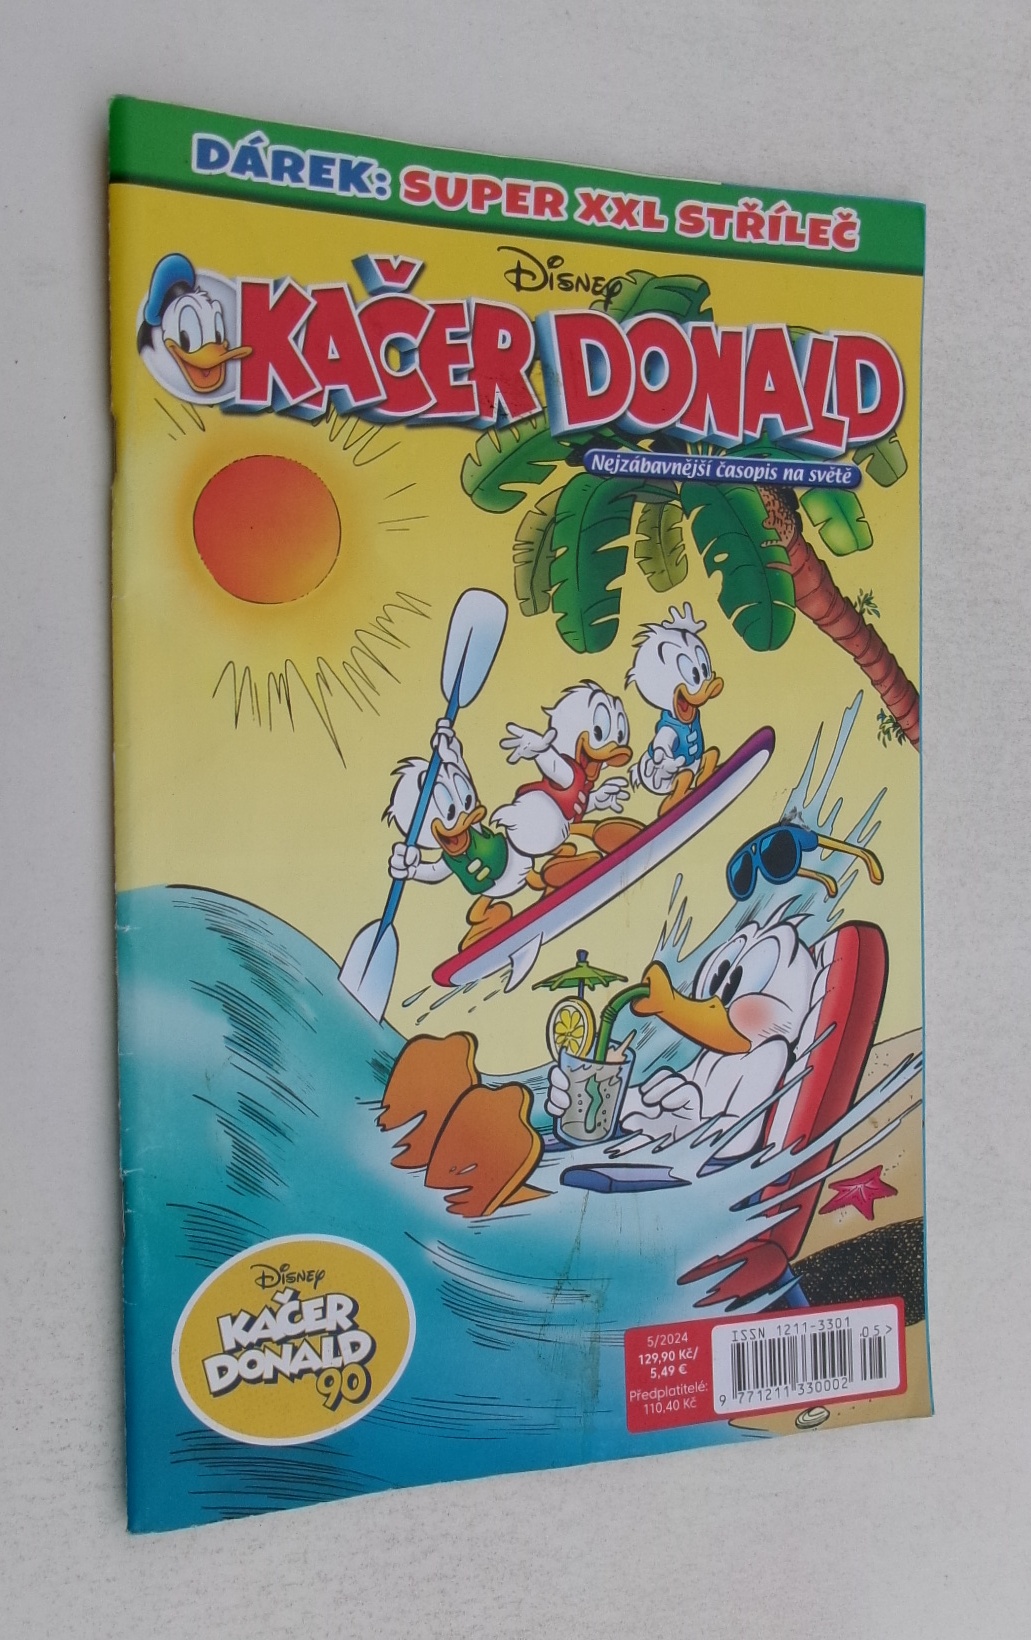 DÁREK: SUPER XXL STŘÍLEČ
Disney
KAČER DONALD
Nejzábavnější časopis na světě
Disney
KAČER
DONALD
90
5/2024
129,90 Kč/
5,49 €
Předplatitelé:
110,40 Kč
ISSN 1211-3301
05>
9 771211 330002